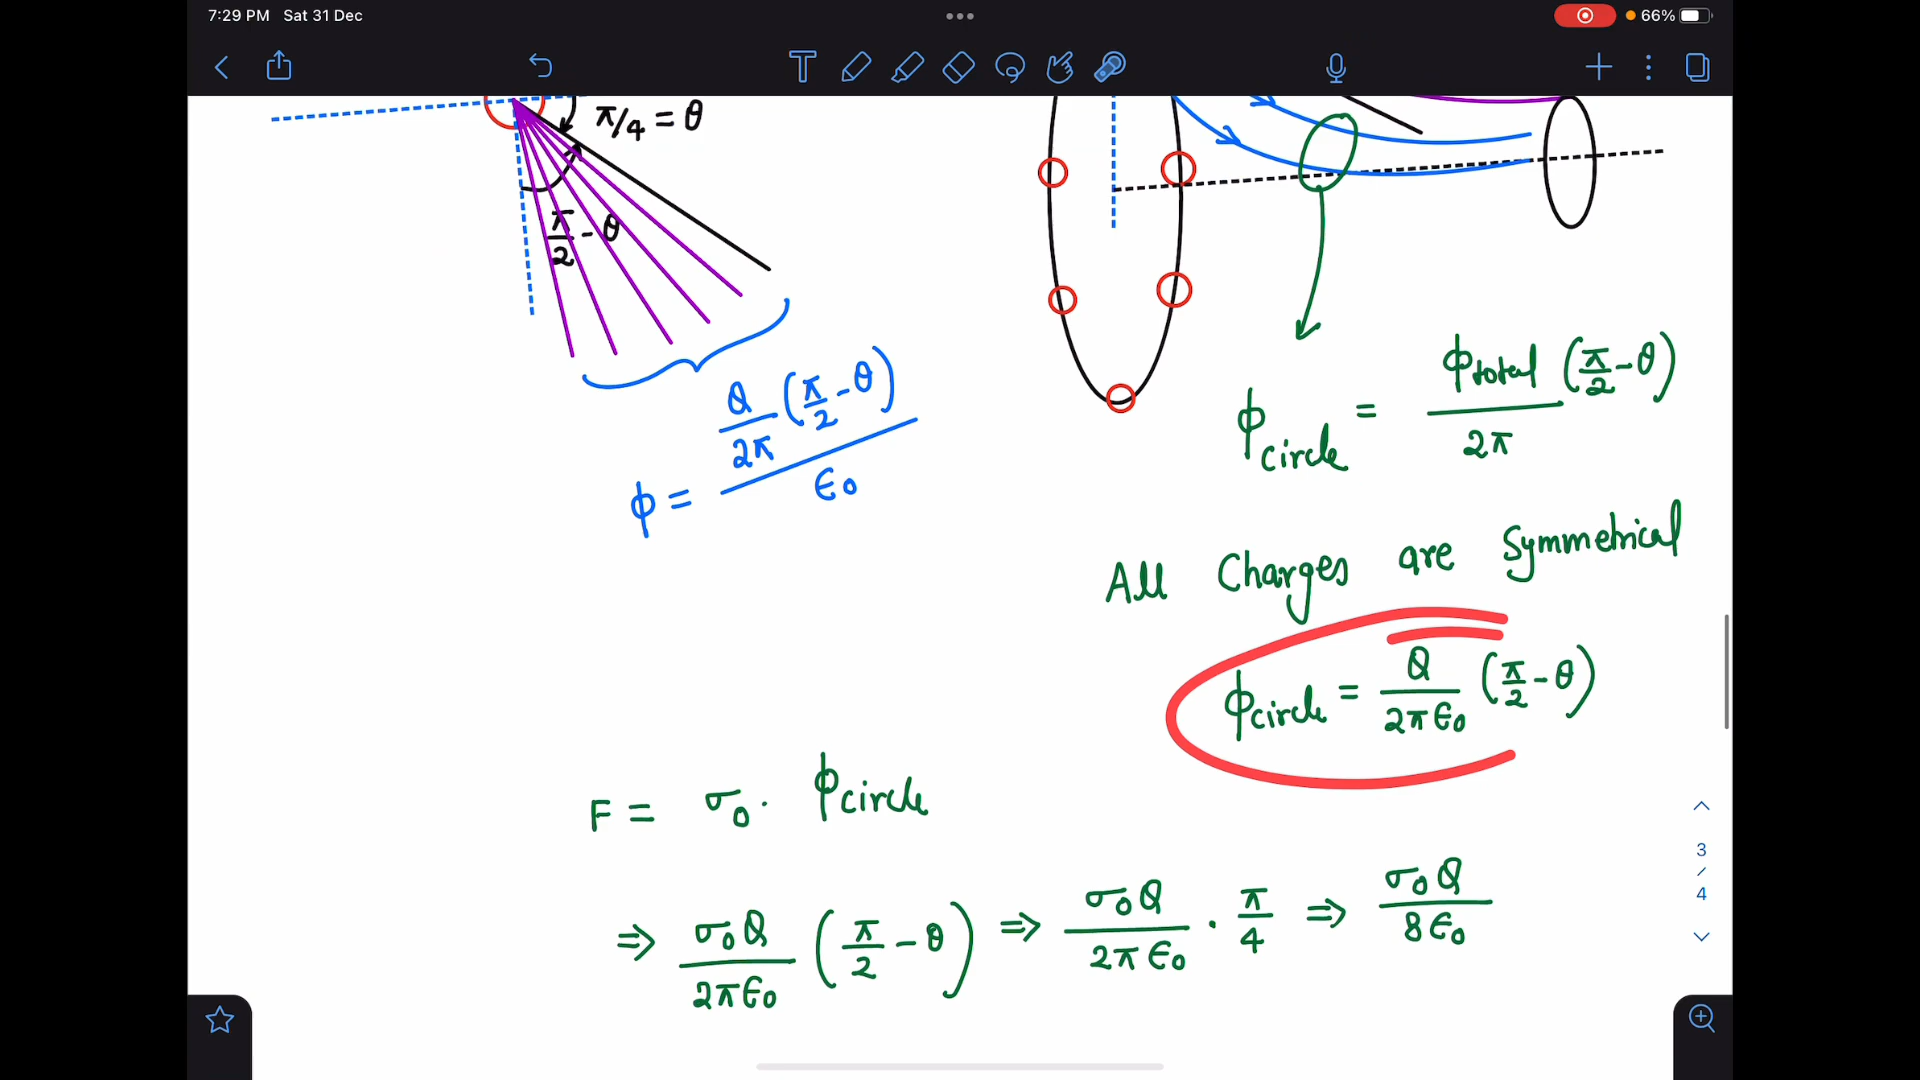 7:29 PM Sat 31 Dec
66%
π/4 = θ
π/2 - θ
ϕ = Q/2π (π/2 - θ) / ϵ₀
ϕcircle = ϕtotal (π/2 - θ) / 2π
All Charges are Symmetrical
ϕcircle = Q/2πϵ₀ (π/2 - θ)
F = σ₀ · ϕcircle
⇒ σ₀Q/2πϵ₀ (π/2 - θ) ⇒ σ₀Q/2πϵ₀ · π/4 ⇒ σ₀Q/8ϵ₀
3
/
4